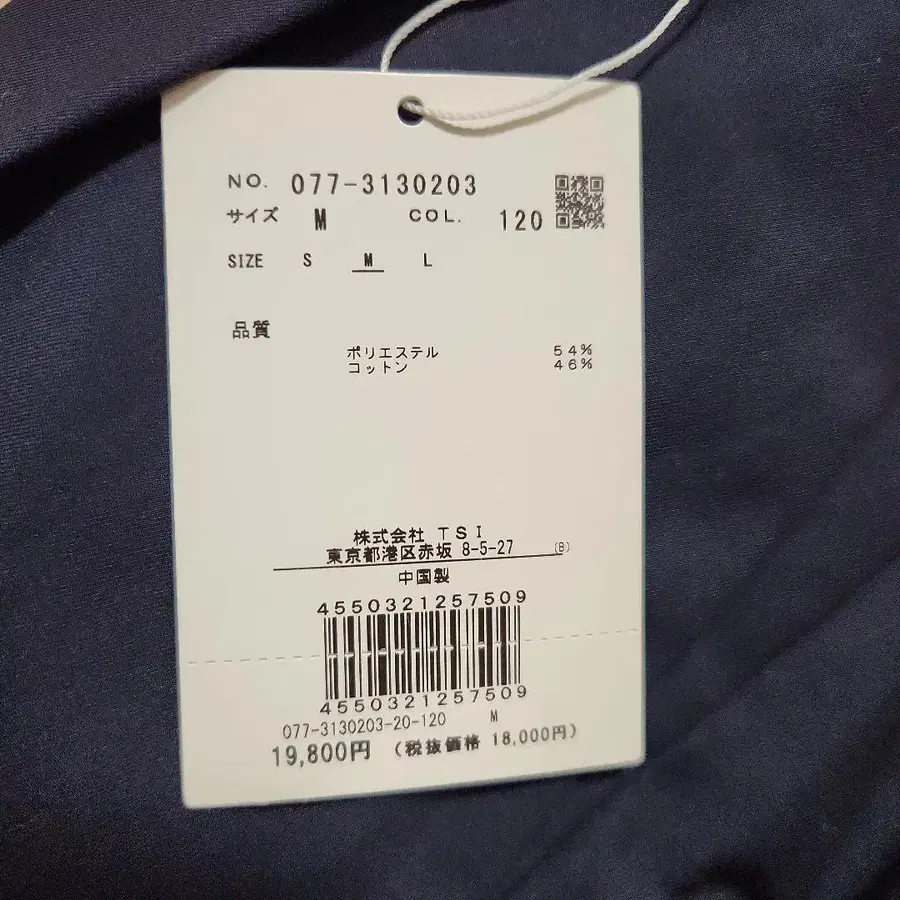 NO. 077-3130203
サイズ M COL. 120
SIZE S M L
品質
ポリエステル 54%
コットン 46%
株式会社 TSI
東京都港区赤坂 8-5-27 (B)
中国製
4550321257509
4550321257509
077-3130203-20-120 M
19,800円 (税抜価格 18,000円)